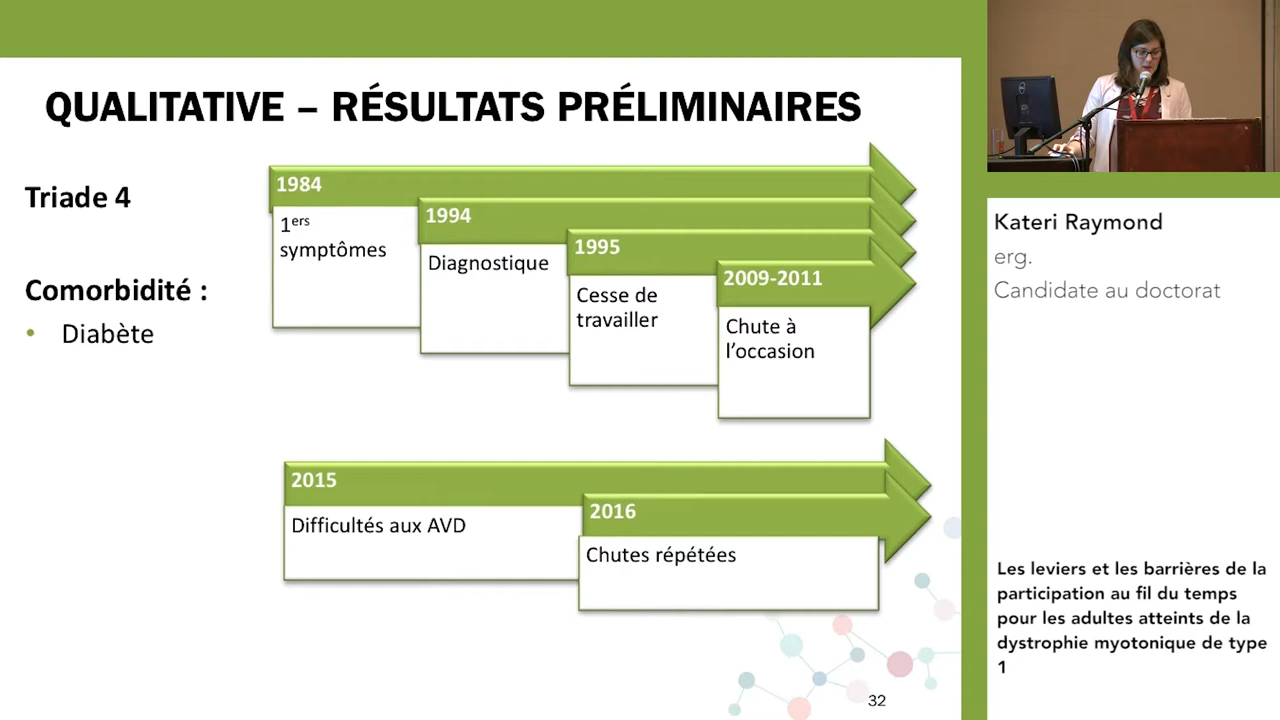 QUALITATIVE – RÉSULTATS PRÉLIMINAIRES
Triade 4
Comorbidité :
• Diabète
1984
1ers
symptômes
1994
Diagnostique
1995
Cesse de
travailler
2009-2011
Chute à
l'occasion
2015
Difficultés aux AVD
2016
Chutes répétées
32
Kateri Raymond
erg.
Candidate au doctorat
Les leviers et les barrières de la
participation au fil du temps
pour les adultes atteints de la
dystrophie myotonique de type
1